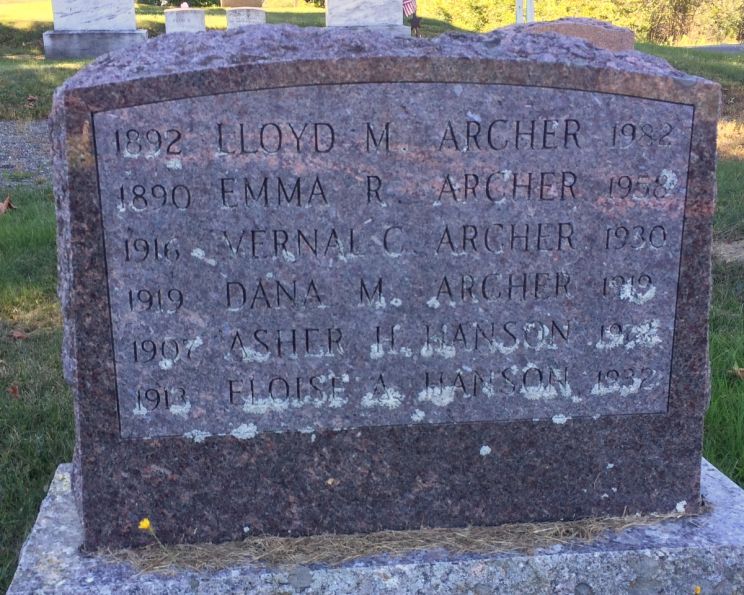 1892 LLOYD M. ARCHER 1982
1890 EMMA R. ARCHER 1958
1916 VERNAL C. ARCHER 1930
1919 DANA M. ARCHER 1919
1907 ASHER H. HANSON
1913 ELOISE A. HANSON 1932